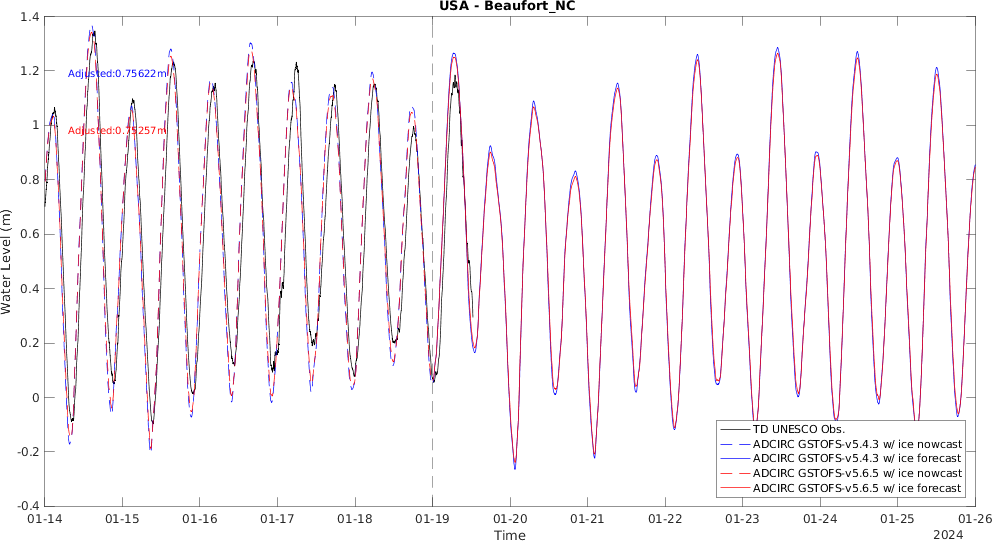 USA - Beaufort_NC
1.4
1.2
1
0.8
0.6
0.4
0.2
0
-0.2
-0.4
Water Level (m)
Adjusted:0.75622m
Adjusted:0.75257m
TD UNESCO Obs.
ADCIRC GSTOFS-v5.4.3 w/ ice nowcast
ADCIRC GSTOFS-v5.4.3 w/ ice forecast
ADCIRC GSTOFS-v5.6.5 w/ ice nowcast
ADCIRC GSTOFS-v5.6.5 w/ ice forecast
01-14 01-15 01-16 01-17 01-18 01-19 01-20 01-21 01-22 01-23 01-24 01-25 01-26
Time
2024